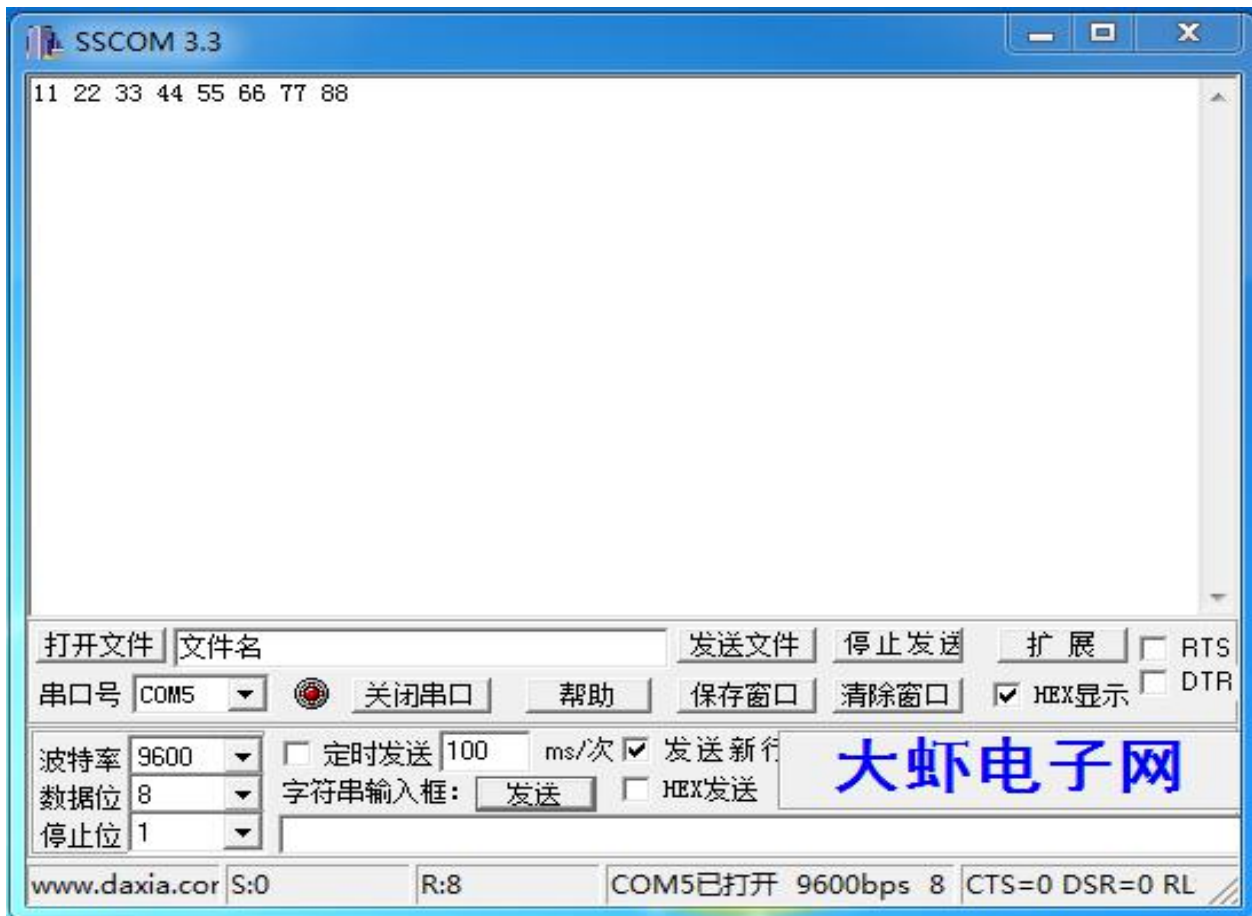 SSCOM 3.3
11 22 33 44 55 66 77 88
打开文件 文件名 发送文件 停止发送 扩展 RTS
串口号 COM5 关闭串口 帮助 保存窗口 清除窗口 HEX显示 DTR
波特率 9600 定时发送 100 ms/次 发送新行 大虾电子网
数据位 8 字符串输入框： 发送 HEX发送
停止位 1
www.daxia.cor S:0 R:8 COM5已打开 9600bps 8 CTS=0 DSR=0 RL